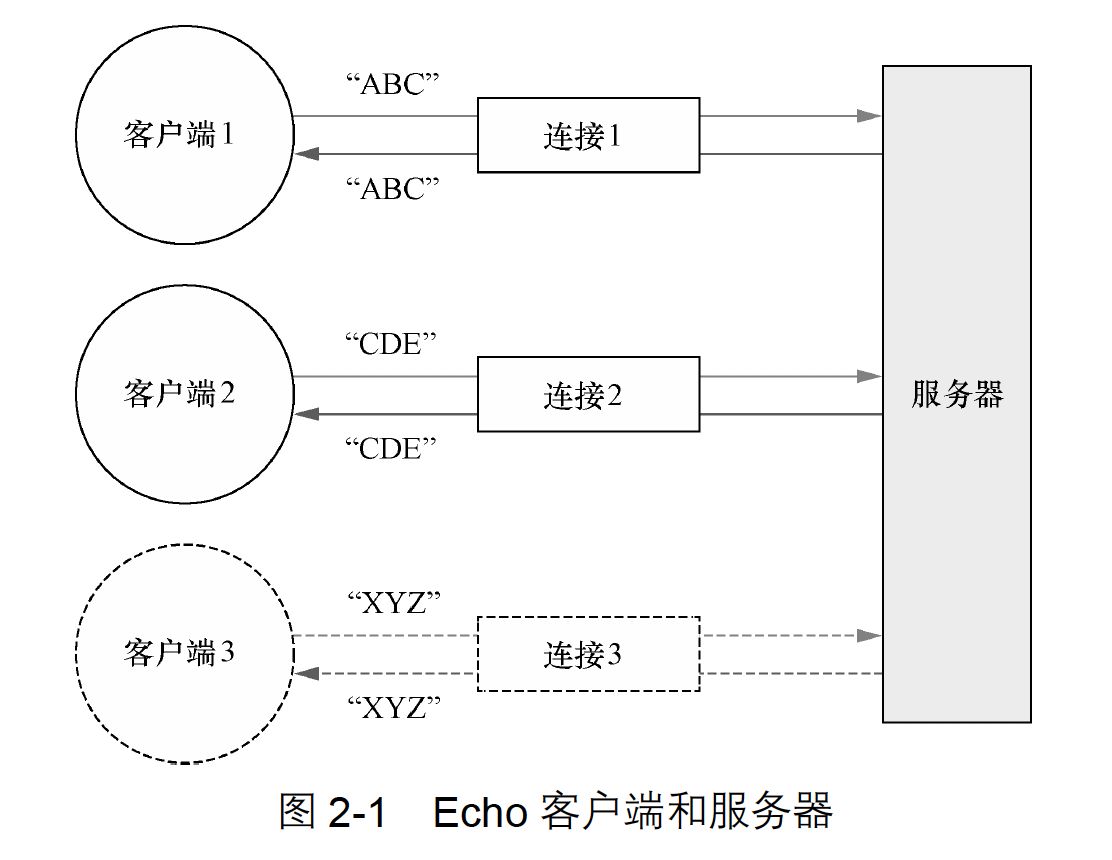 “ABC”
客户端1
连接1
“ABC”
“CDE”
客户端2
连接2
服务器
“CDE”
“XYZ”
客户端3
连接3
“XYZ”
图 2-1 Echo 客户端和服务器